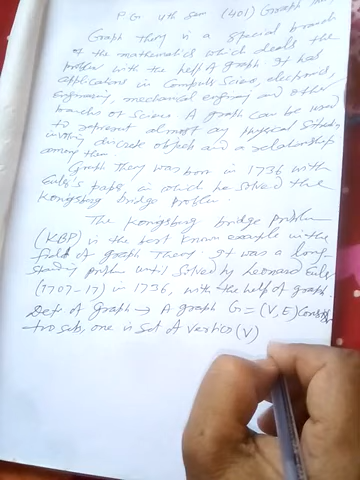 P G 4th Sem (401) Graph
Graph theory is a special branch
of the mathematics which deals the
problem with the help A graph. It has
applications in Computer Science, electronics,
Engineering, mechanical engineering and other
branches of Science. A graph can be used
to represent almost any physical situation
involving discrete objects and a relationship
among them
Graph Theory was born in 1736 with
Euler's paper, in which he solved the
Konigsberg bridge Problem.
The Konigsberg bridge problem
(KBP) is the best known example in the
field of graph Theory. It was a long
standing problem until solved by Leonard Euler
(1707-17) in 1736, with the help of graph.
Defn of Graph → A graph G = (V, E) Consists
two sets, one is set of vertices (V)